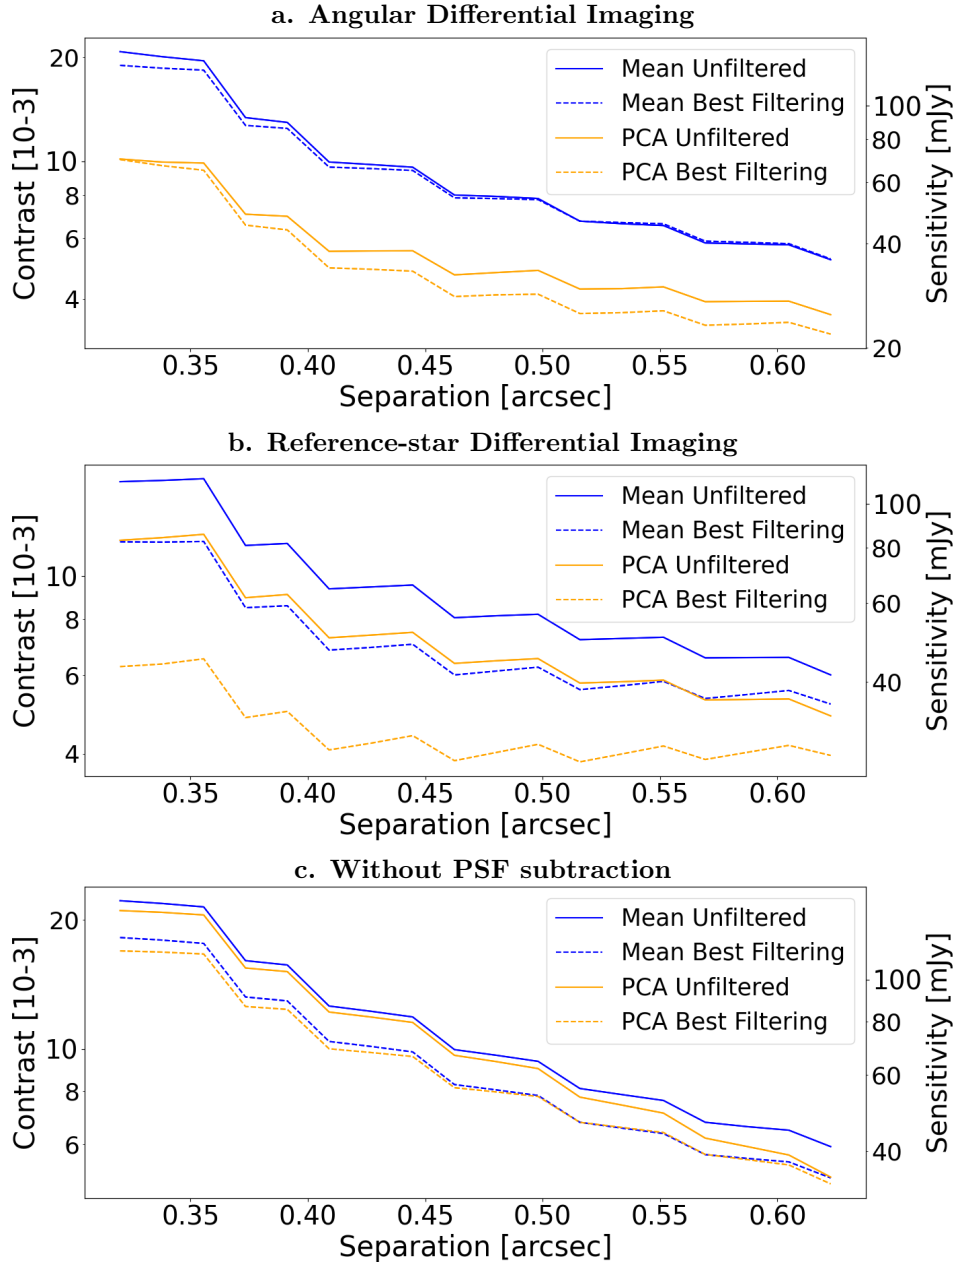 a. Angular Differential Imaging
Contrast [10-3]
20
10
8
6
4
Mean Unfiltered
Mean Best Filtering
PCA Unfiltered
PCA Best Filtering
100
80
60
40
20
Sensitivity [mJy]
0.35 0.40 0.45 0.50 0.55 0.60
Separation [arcsec]
b. Reference-star Differential Imaging
Contrast [10-3]
10
8
6
4
Mean Unfiltered
Mean Best Filtering
PCA Unfiltered
PCA Best Filtering
100
80
60
40
Sensitivity [mJy]
0.35 0.40 0.45 0.50 0.55 0.60
Separation [arcsec]
c. Without PSF subtraction
Contrast [10-3]
20
10
8
6
Mean Unfiltered
Mean Best Filtering
PCA Unfiltered
PCA Best Filtering
100
80
60
40
Sensitivity [mJy]
0.35 0.40 0.45 0.50 0.55 0.60
Separation [arcsec]